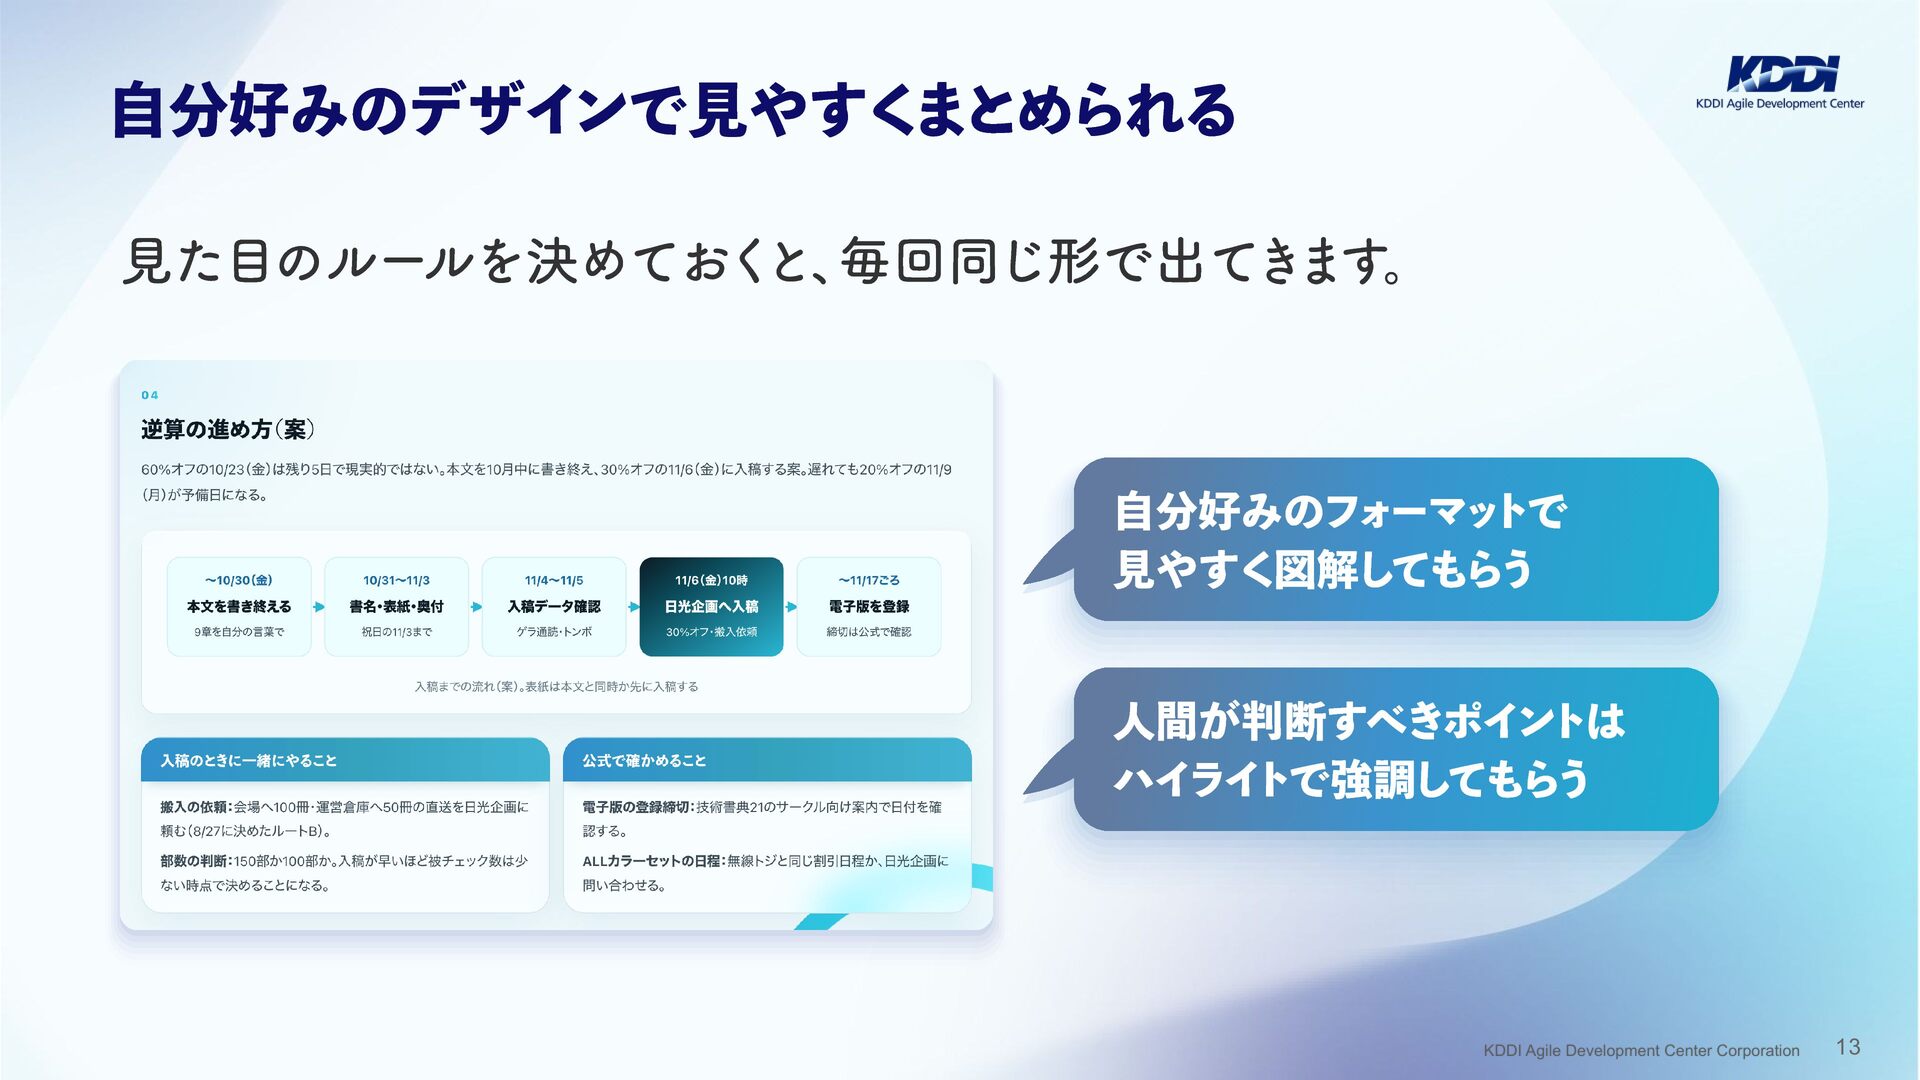 自分好みのデザインで見やすくまとめられる
KDDI
KDDI Agile Development Center
見た目のルールを決めておくと、毎回同じ形で出てきます。
04
逆算の進め方（案）
60%オフの10/23（金）は残り5日で現実的ではない。本文を10月中に書き終え、30%オフの11/6（金）に入稿する案。遅れても20%オフの11/9
（月）が予備日になる。
〜10/30（金）
本文を書き終える
9章を自分の言葉で
10/31〜11/3
書名・表紙・奥付
祝日の11/3まで
11/4〜11/5
入稿データ確認
ゲラ通読・トンボ
11/6（金）10時
日光企画へ入稿
30%オフ・搬入依頼
〜11/17ごろ
電子版を登録
締切は公式で確認
入稿までの流れ（案）。表紙は本文と同時か先に入稿する
入稿のときに一緒にやること
搬入の依頼：会場へ100冊・運営倉庫へ50冊の直送を日光企画に
頼む（8/27に決めたルートB）。
部数の判断：150部か100部か。入稿が早いほど被チェック数は少
ない時点で決めることになる。
公式で確かめること
電子版の登録締切：技術書典21のサークル向け案内で日付を確
認する。
ALLカラーセットの日程：無線トジと同じ割引日程か、日光企画に
問い合わせる。
自分好みのフォーマットで
見やすく図解してもらう
人間が判断すべきポイントは
ハイライトで強調してもらう
KDDI Agile Development Center Corporation
13